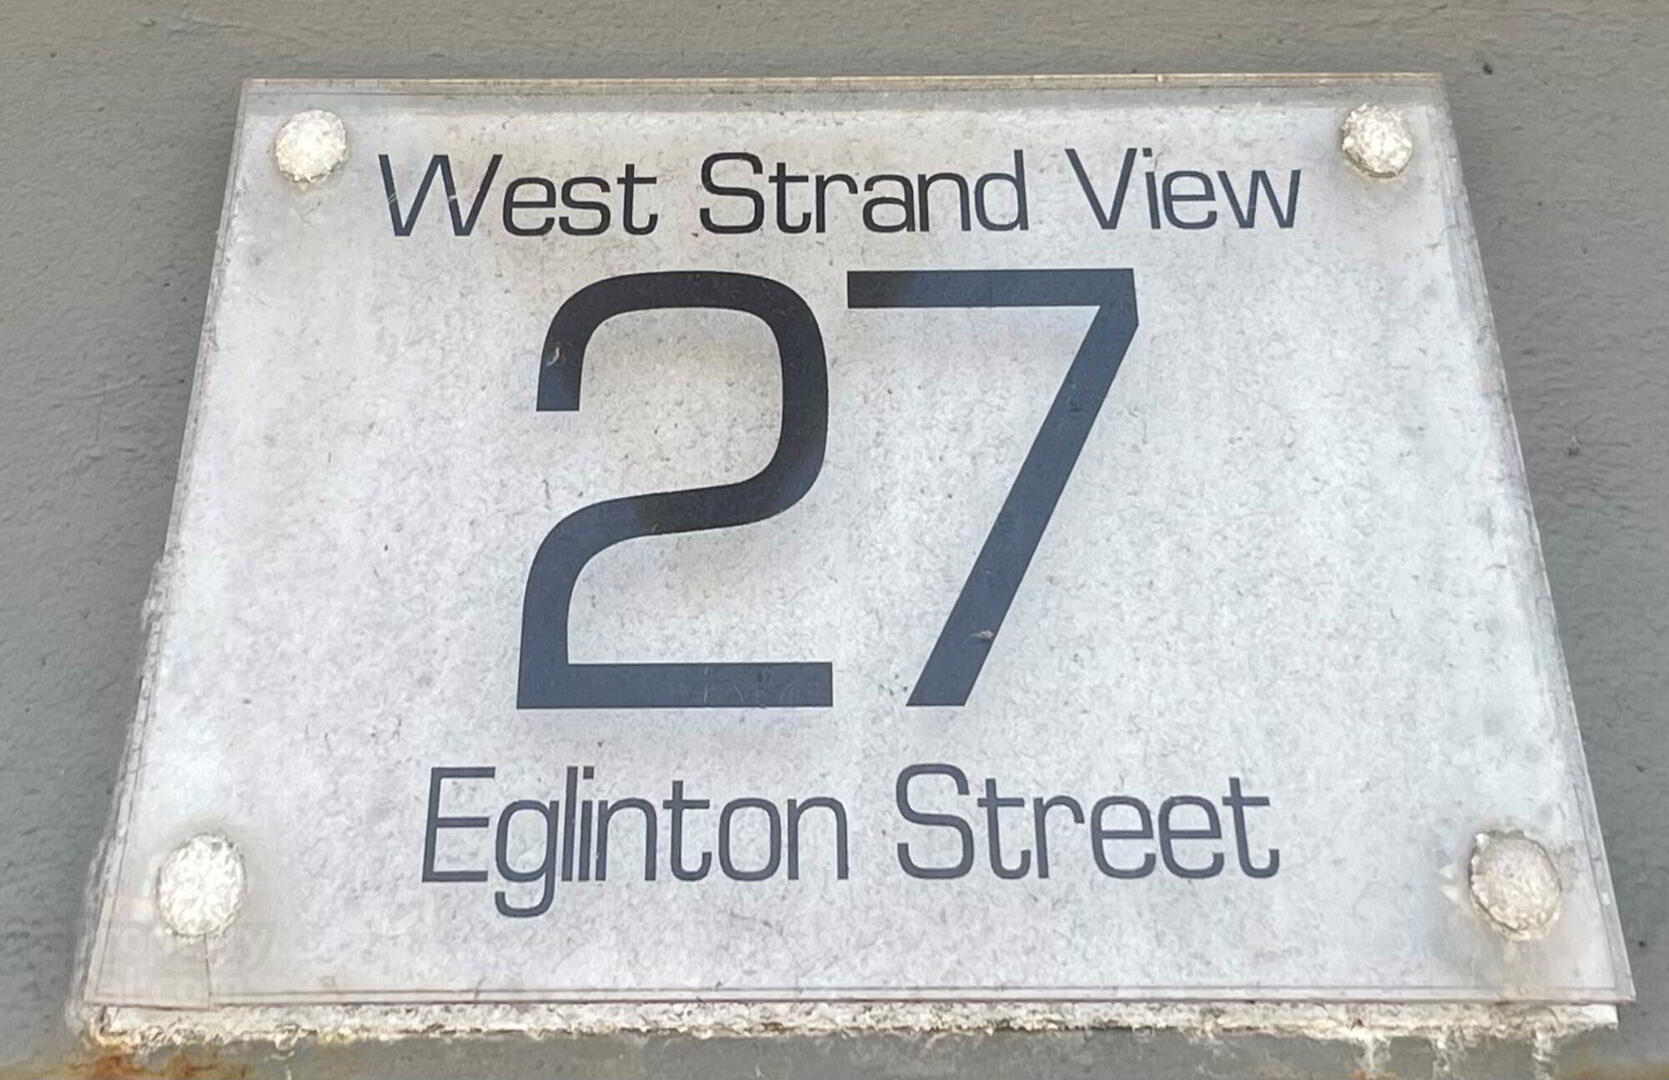 West Strand View
27
Eglinton Street